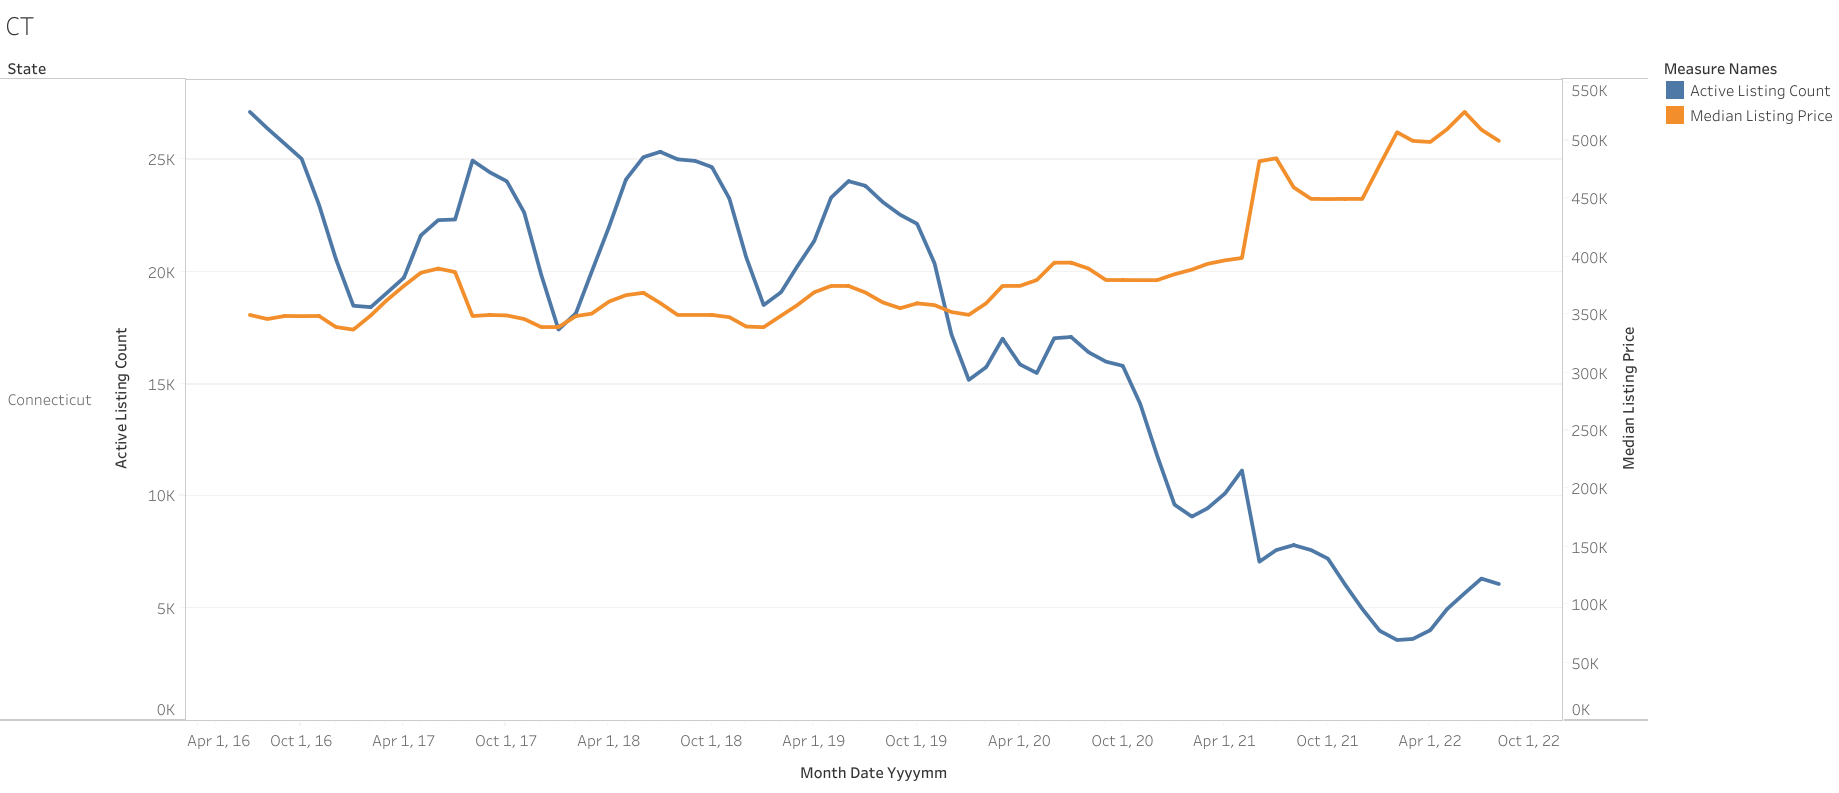 CT
State
Measure Names
Active Listing Count
Median Listing Price
Connecticut
Active Listing Count
25K
20K
15K
10K
5K
0K
550K
500K
450K
400K
350K
300K
250K
200K
150K
100K
50K
0K
Median Listing Price
Apr 1, 16 Oct 1, 16 Apr 1, 17 Oct 1, 17 Apr 1, 18 Oct 1, 18 Apr 1, 19 Oct 1, 19 Apr 1, 20 Oct 1, 20 Apr 1, 21 Oct 1, 21 Apr 1, 22 Oct 1, 22
Month Date Yyyymm